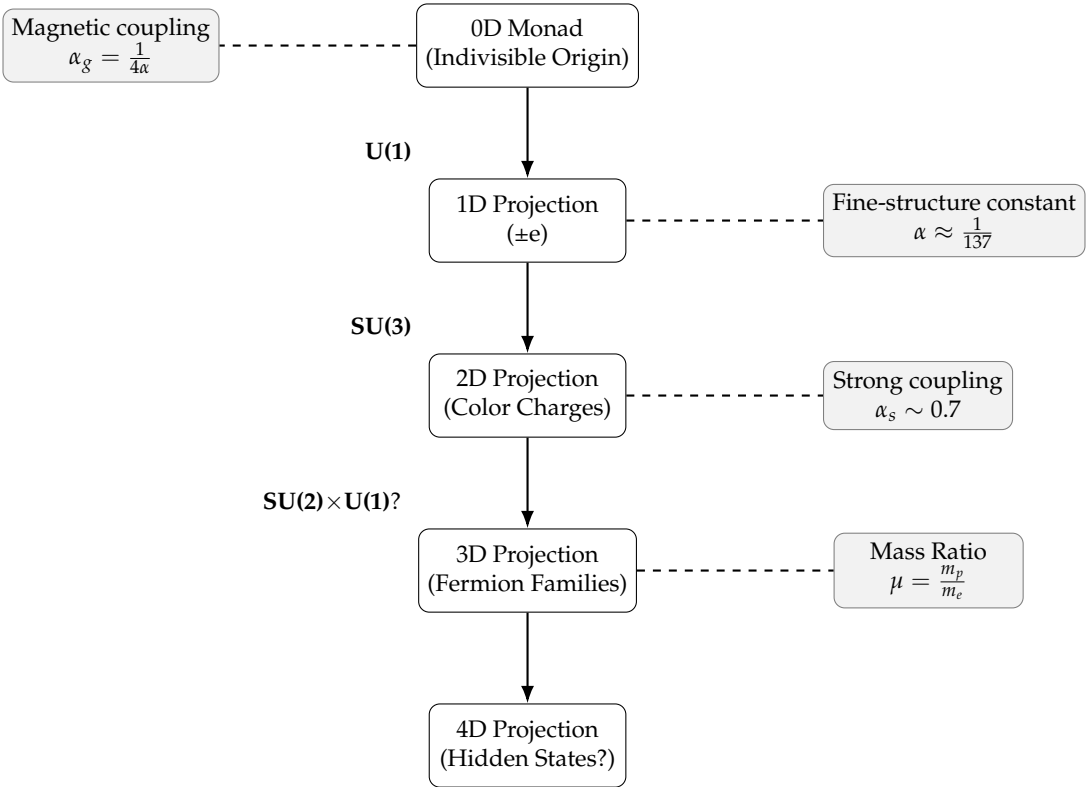 Magnetic coupling
α_g = 1/4α
0D Monad
(Indivisible Origin)
U(1)
1D Projection
(±e)
Fine-structure constant
α ≈ 1/137
SU(3)
2D Projection
(Color Charges)
Strong coupling
α_s ∼ 0.7
SU(2)×U(1)?
3D Projection
(Fermion Families)
Mass Ratio
μ = m_p/m_e
4D Projection
(Hidden States?)